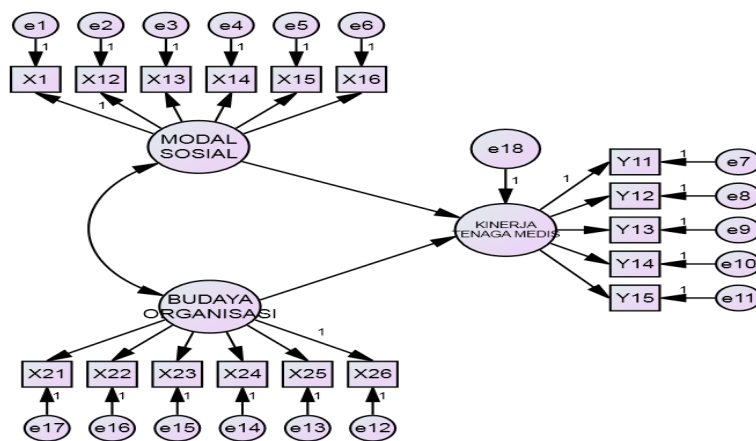 e1 e2 e3 e4 e5 e6
1 1 1 1 1 1
X1 X12 X13 X14 X15 X16
1
MODAL
SOSIAL
e18
1
KINERJA
TENAGA MEDIS
1
Y11 1 e7
Y12 1 e8
Y13 1 e9
Y14 1 e10
Y15 1 e11
BUDAYA
ORGANISASI
1
X21 X22 X23 X24 X25 X26
1 1 1 1 1 1
e17 e16 e15 e14 e13 e12